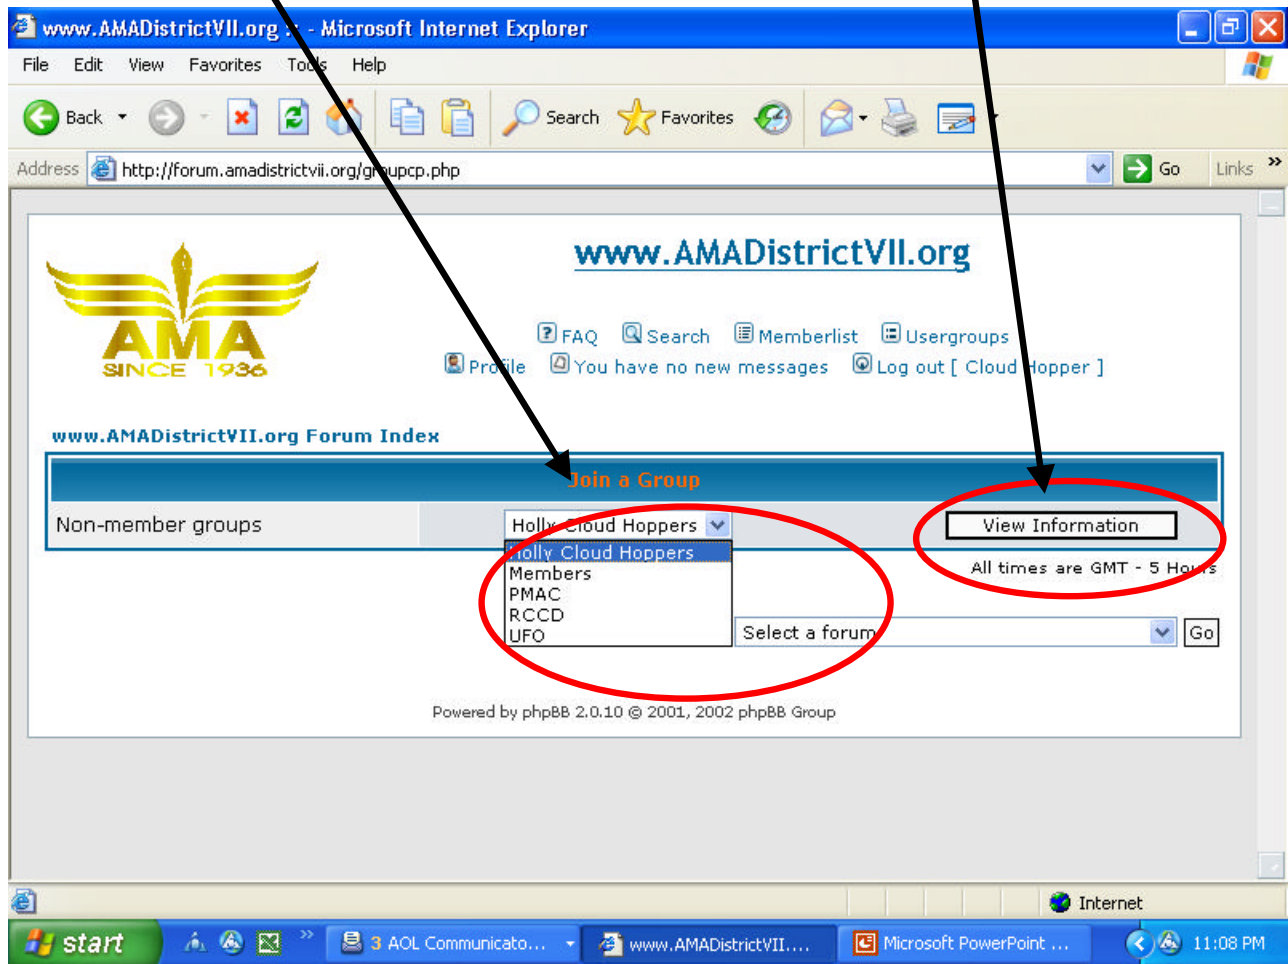 www.AMADistrictVII.org :: - Microsoft Internet Explorer
File Edit View Favorites Tools Help
Back Search Favorites
Address http://forum.amadistrictvii.org/groupcp.php Go Links »
www.AMADistrictVII.org
AMA
SINCE 1936
FAQ Search Memberlist Usergroups
Profile You have no new messages Log out [ Cloud Hopper ]
www.AMADistrictVII.org Forum Index
Join a Group
Non-member groups Holly Cloud Hoppers View Information
Holly Cloud Hoppers
Members
PMAC
RCCD
UFO
All times are GMT - 5 Hours
Select a forum Go
Powered by phpBB 2.0.10 © 2001, 2002 phpBB Group
Internet
start » 3 AOL Communicato... www.AMADistrictVII.... Microsoft PowerPoint ... 11:08 PM